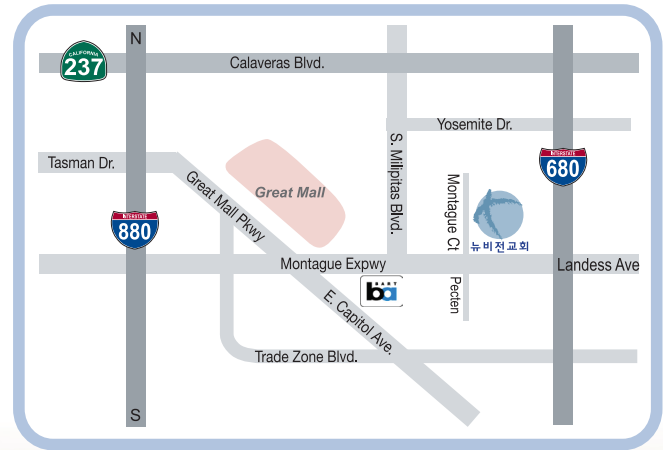 N
CALIFORNIA
237
Calaveras Blvd.
Yosemite Dr.
S. Milipitas Blvd.
Tasman Dr.
INTERSTATE
680
Great Mall
Great Mall Pkwy
Montague Ct
뉴비전교회
INTERSTATE
880
Montague Expwy
Landess Ave
BART
ba
Pecten
E. Capitol Ave.
Trade Zone Blvd.
S